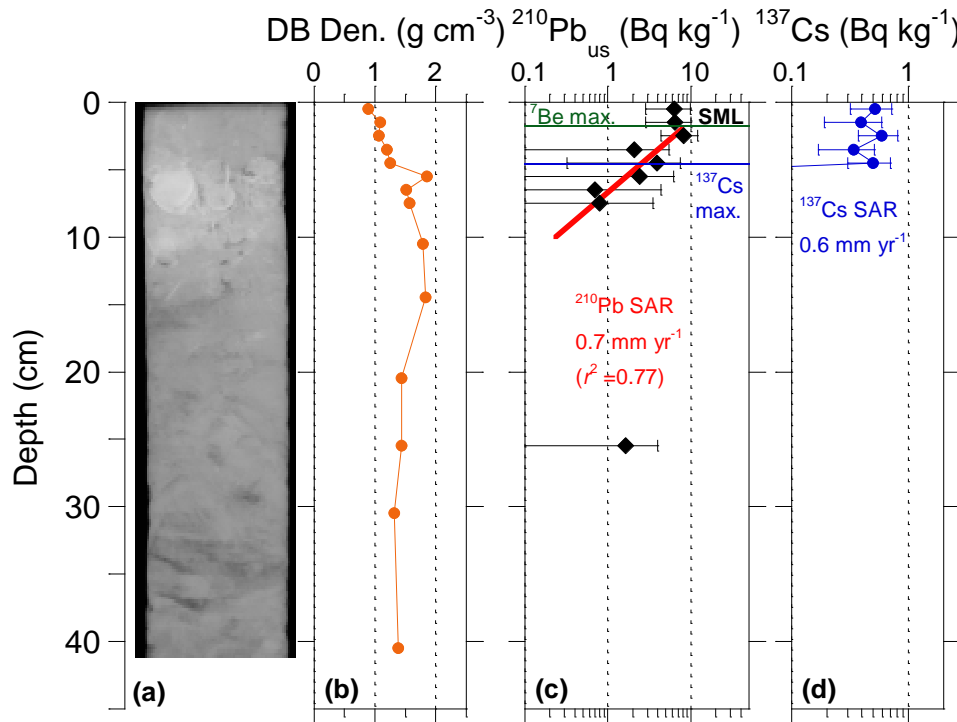 DB Den. (g cm⁻³) ²¹⁰Pb_us (Bq kg⁻¹) ¹³⁷Cs (Bq kg⁻¹)
0 1 2 0.1 1 10 0.1 1
0
10
20
30
40
Depth (cm)
⁷Be max.
SML
¹³⁷Cs
max.
²¹⁰Pb SAR
0.7 mm yr⁻¹
(r² =0.77)
¹³⁷Cs SAR
0.6 mm yr⁻¹
(a) (b) (c) (d)